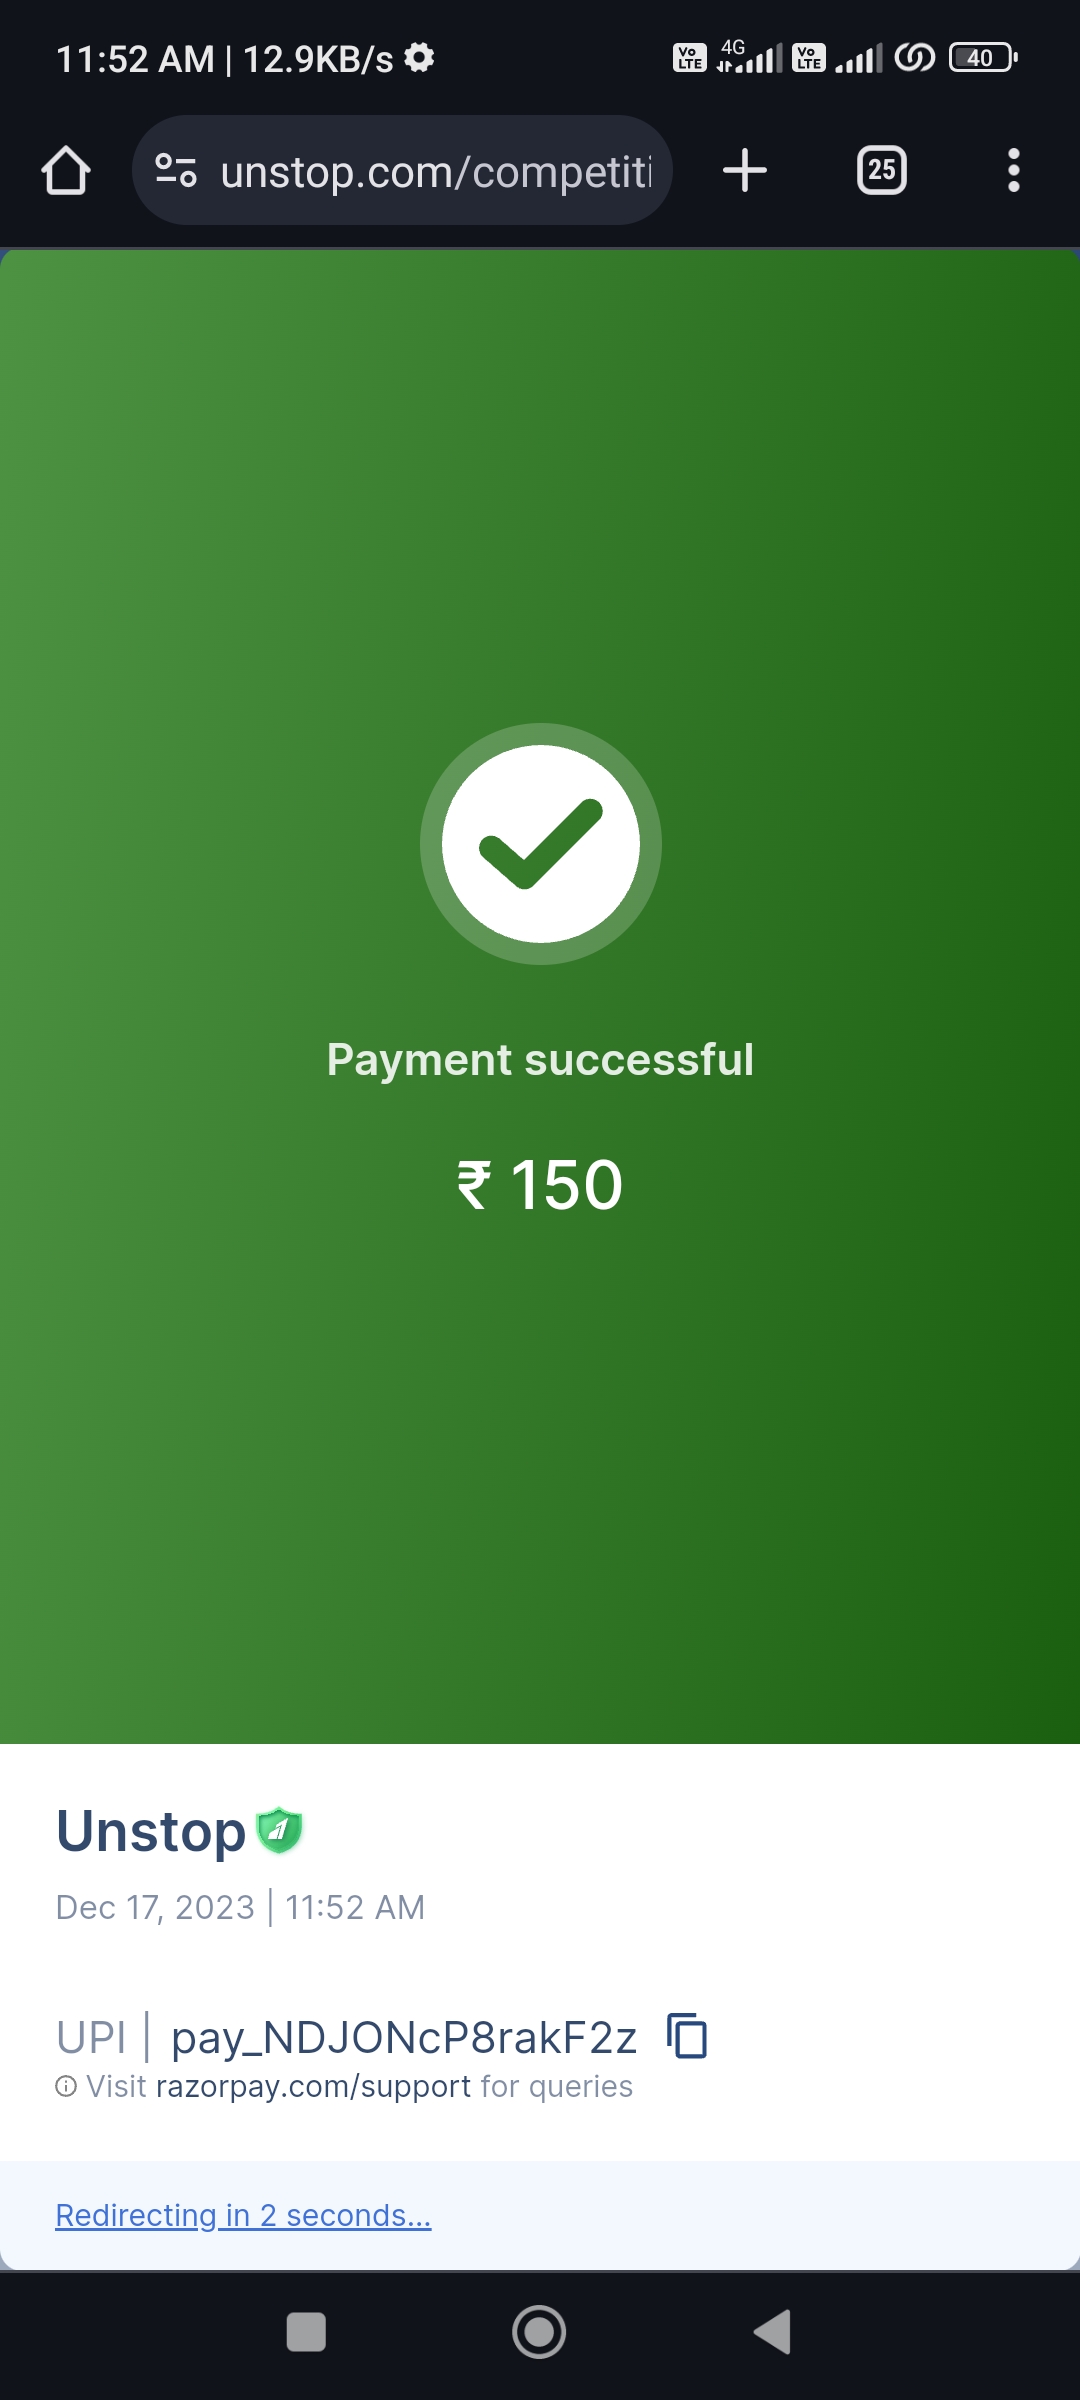 11:52 AM | 12.9KB/s
Vo LTE 4G Vo LTE 40
unstop.com/competiti
25
Payment successful
₹ 150
Unstop
Dec 17, 2023 | 11:52 AM
UPI | pay_NDJONcP8rakF2z
Visit razorpay.com/support for queries
Redirecting in 2 seconds...